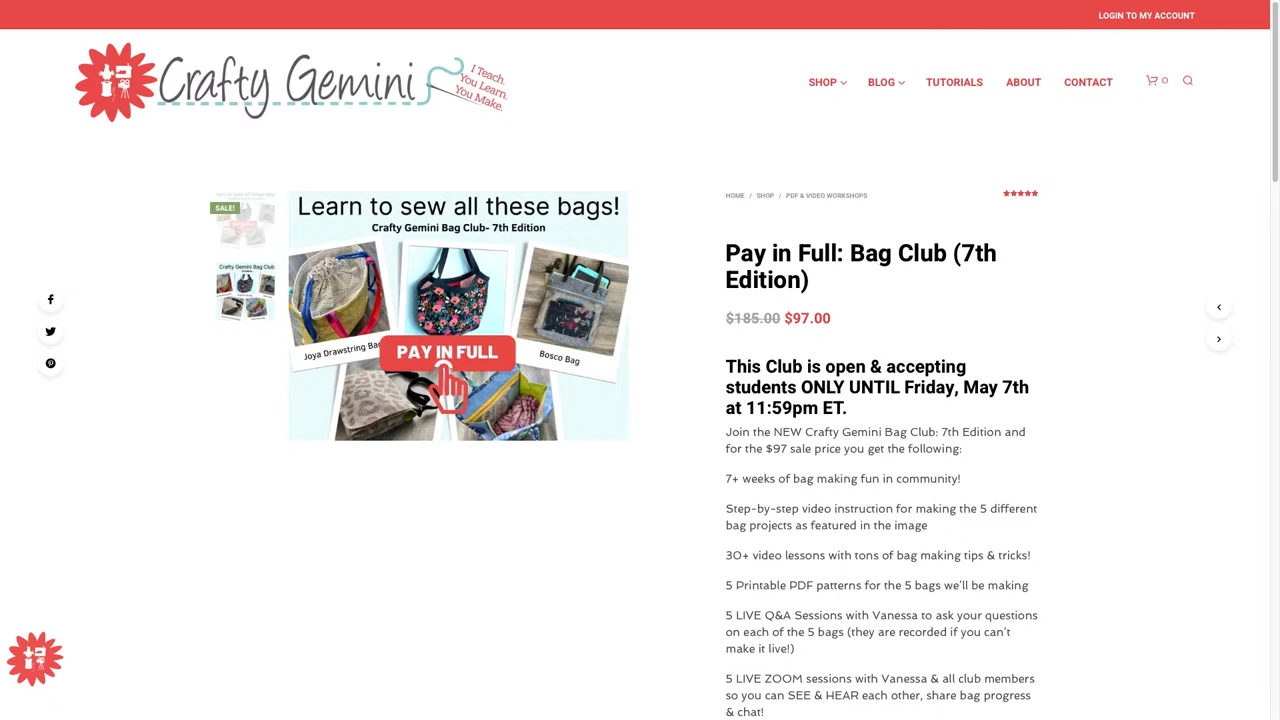 LOGIN TO MY ACCOUNT
Crafty Gemini
I Teach.
You Learn.
You Make.
SHOP BLOG TUTORIALS ABOUT CONTACT 0
HOME / SHOP / PDF & VIDEO WORKSHOPS
SALE!
Learn to sew all these bags!
Crafty Gemini Bag Club- 7th Edition
Joya Drawstring Bag
PAY IN FULL
Bosco Bag
Crafty Gemini Bag Club
Pay in Full: Bag Club (7th
Edition)
$185.00 $97.00
This Club is open & accepting
students ONLY UNTIL Friday, May 7th
at 11:59pm ET.
Join the NEW Crafty Gemini Bag Club: 7th Edition and
for the $97 sale price you get the following:
7+ weeks of bag making fun in community!
Step-by-step video instruction for making the 5 different
bag projects as featured in the image
30+ video lessons with tons of bag making tips & tricks!
5 Printable PDF patterns for the 5 bags we’ll be making
5 LIVE Q&A Sessions with Vanessa to ask your questions
on each of the 5 bags (they are recorded if you can’t
make it live!)
5 LIVE ZOOM sessions with Vanessa & all club members
so you can SEE & HEAR each other, share bag progress
& chat!